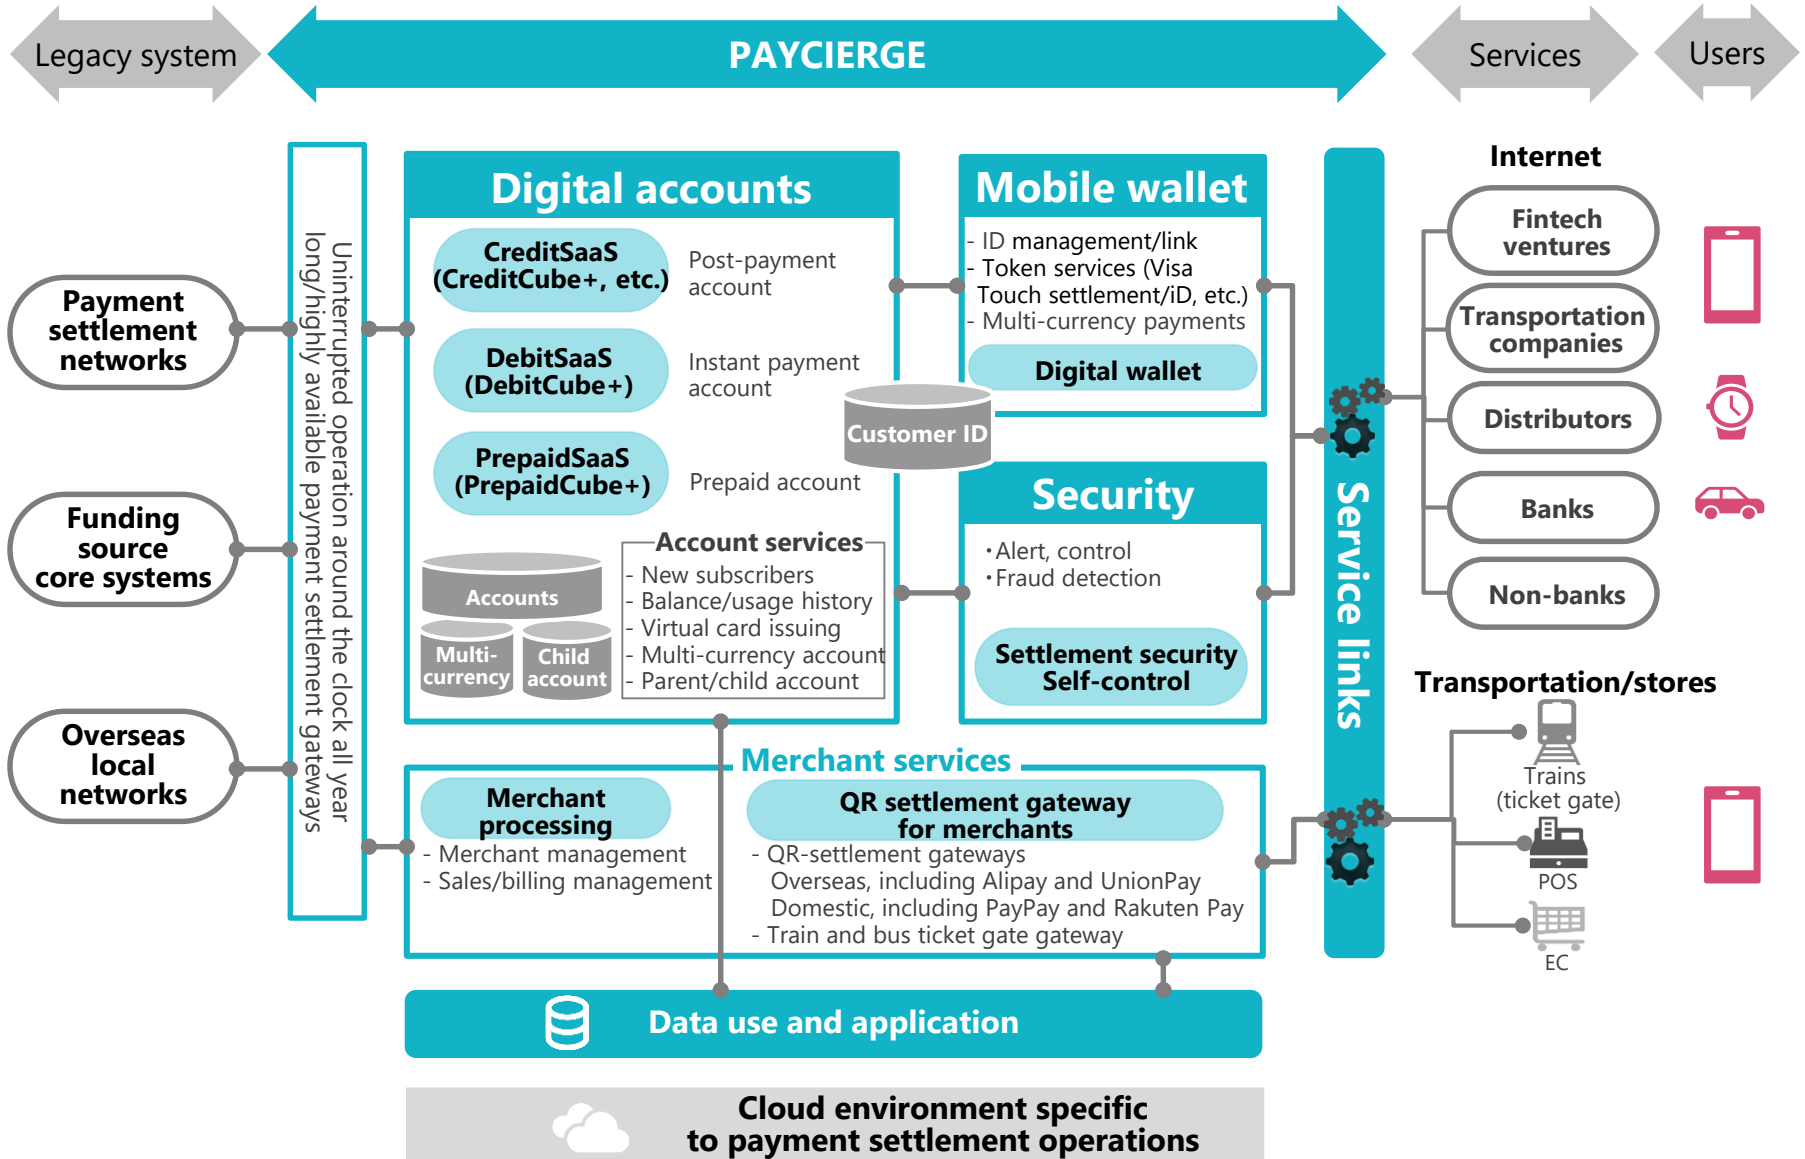 Legacy system
PAYCIERGE
Services
Users
Payment
settlement
networks
Funding
source
core systems
Overseas
local
networks
Uninterrupted operation around the clock all year
long/highly available payment settlement gateways
Digital accounts
CreditSaaS
(CreditCube+, etc.)
Post-payment
account
DebitSaaS
(DebitCube+)
Instant payment
account
PrepaidSaaS
(PrepaidCube+)
Prepaid account
Accounts
Multi-
currency
Child
account
Account services
- New subscribers
- Balance/usage history
- Virtual card issuing
- Multi-currency account
- Parent/child account
Customer ID
Mobile wallet
- ID management/link
- Token services (Visa
Touch settlement/iD, etc.)
- Multi-currency payments
Digital wallet
Security
・Alert, control
・Fraud detection
Settlement security
Self-control
Merchant services
Merchant
processing
- Merchant management
- Sales/billing management
QR settlement gateway
for merchants
- QR-settlement gateways
Overseas, including Alipay and UnionPay
Domestic, including PayPay and Rakuten Pay
- Train and bus ticket gate gateway
Data use and application
Cloud environment specific
to payment settlement operations
Service links
Internet
Fintech
ventures
Transportation
companies
Distributors
Banks
Non-banks
Transportation/stores
Trains
(ticket gate)
POS
EC